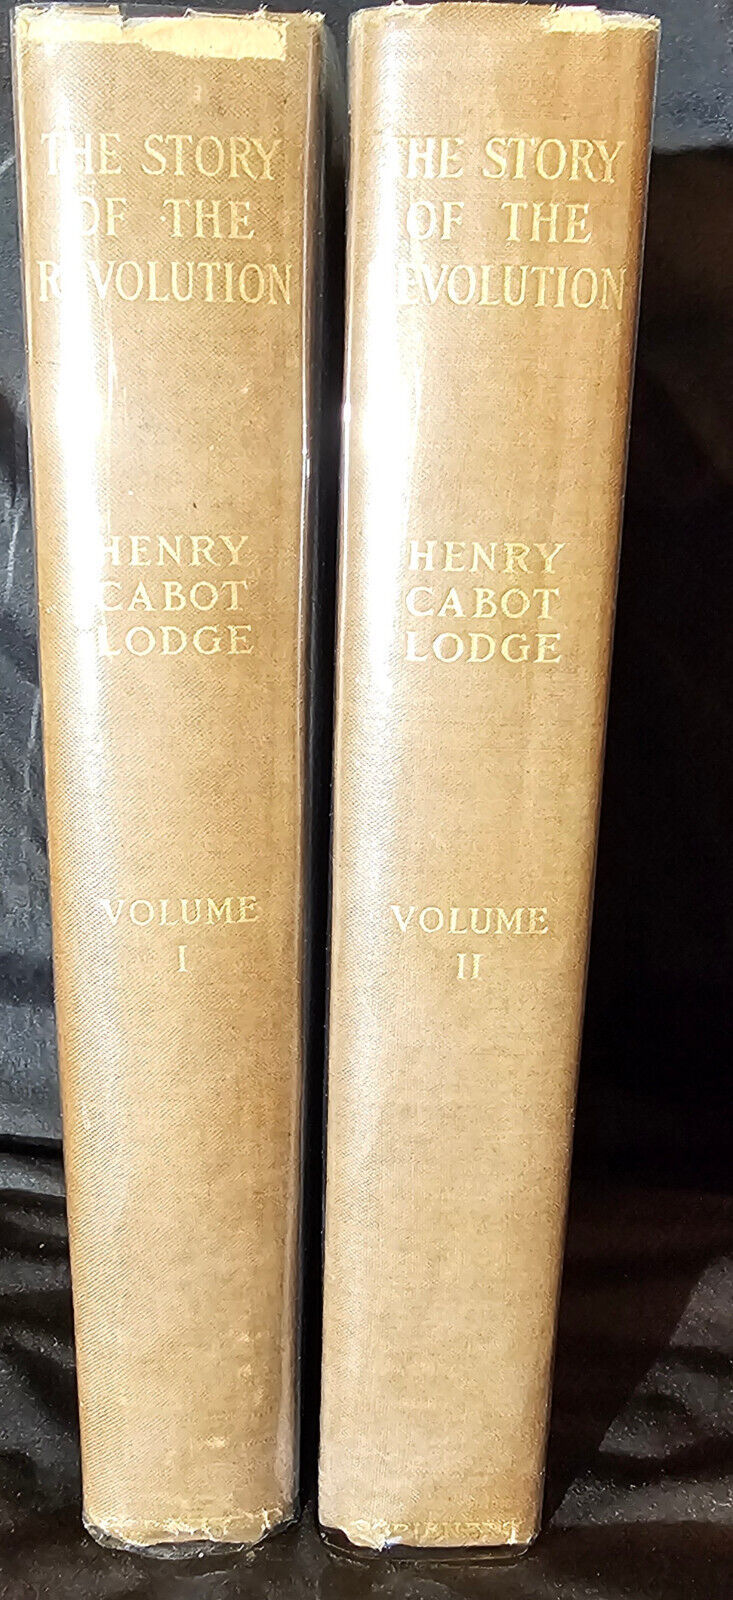 THE STORY
OF THE
REVOLUTION
HENRY
CABOT
LODGE
VOLUME
I
THE STORY
OF THE
REVOLUTION
HENRY
CABOT
LODGE
VOLUME
II
SCRIBNERS